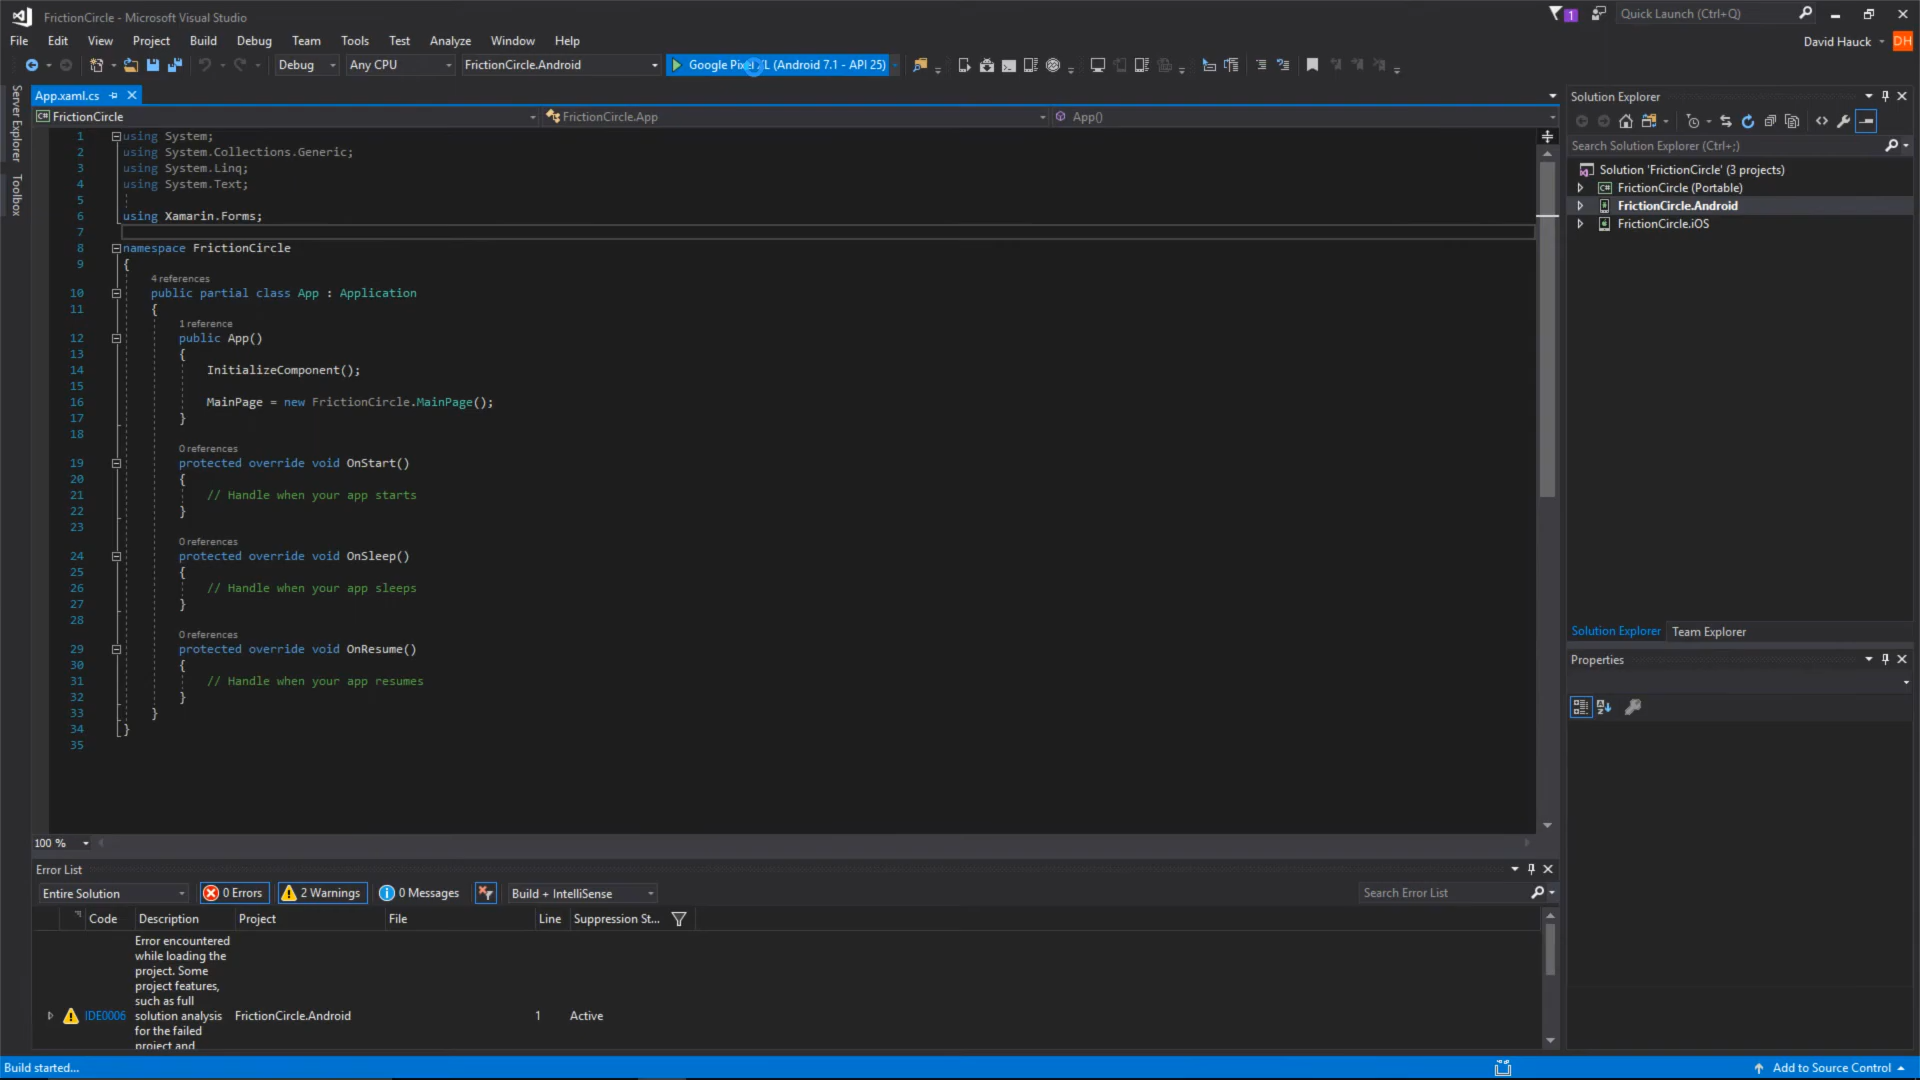 FrictionCircle - Microsoft Visual Studio
1
Quick Launch (Ctrl+Q)
File Edit View Project Build Debug Team Tools Test Analyze Window Help
David Hauck DH
Debug Any CPU FrictionCircle.Android Google Pixel XL (Android 7.1 - API 25)
Server Explorer
Toolbox
App.xaml.cs
FrictionCircle FrictionCircle.App App()
1 using System;
2 using System.Collections.Generic;
3 using System.Linq;
4 using System.Text;
5
6 using Xamarin.Forms;
7
8 namespace FrictionCircle
9 {
4 references
10 public partial class App : Application
11 {
1 reference
12 public App()
13 {
14 InitializeComponent();
15
16 MainPage = new FrictionCircle.MainPage();
17 }
18
0 references
19 protected override void OnStart()
20 {
21 // Handle when your app starts
22 }
23
0 references
24 protected override void OnSleep()
25 {
26 // Handle when your app sleeps
27 }
28
0 references
29 protected override void OnResume()
30 {
31 // Handle when your app resumes
32 }
33 }
34 }
35
100 %
Solution Explorer
Search Solution Explorer (Ctrl+;)
Solution 'FrictionCircle' (3 projects)
C# FrictionCircle (Portable)
FrictionCircle.Android
FrictionCircle.iOS
Solution Explorer Team Explorer
Properties
Error List
Entire Solution 0 Errors 2 Warnings 0 Messages Build + IntelliSense Search Error List
Code Description Project File Line Suppression St...
Error encountered
while loading the
project. Some
project features,
such as full
IDE0006 solution analysis FrictionCircle.Android 1 Active
for the failed
project and
Build started...
Add to Source Control